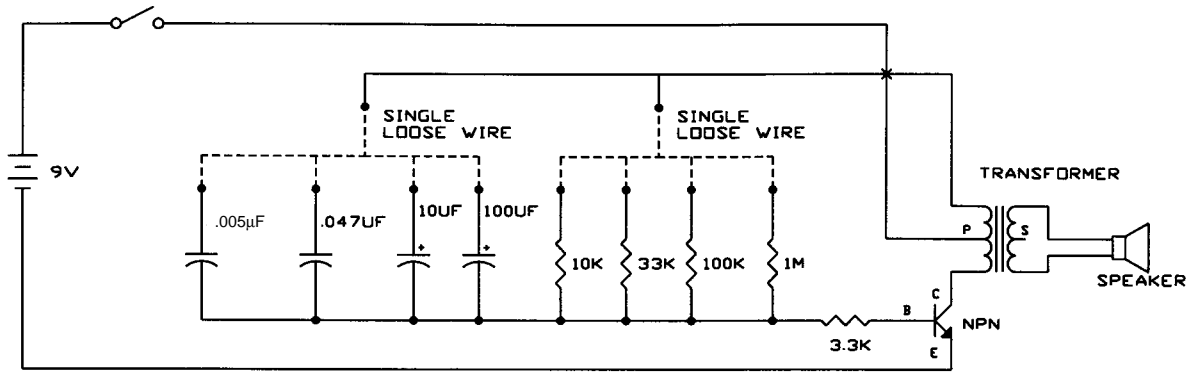 9V
SINGLE
LOOSE WIRE
SINGLE
LOOSE WIRE
.005µF
.047UF
10UF
+
100UF
+
10K
33K
100K
1M
3.3K
TRANSFORMER
P
S
SPEAKER
B
C
E
NPN